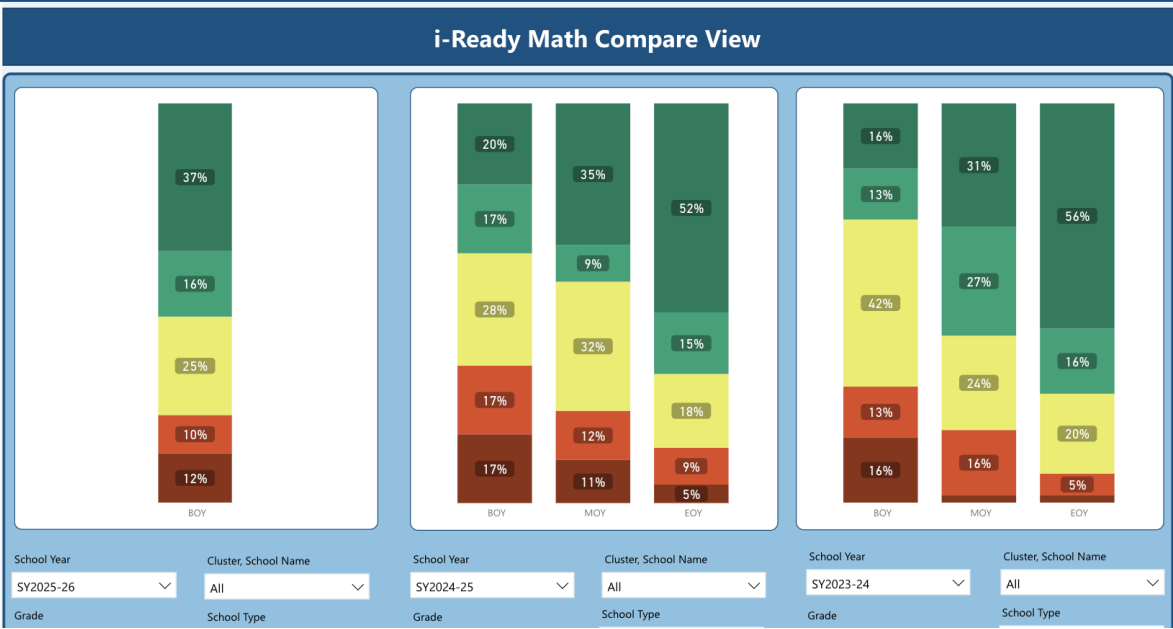 i-Ready Math Compare View
37%
16%
25%
10%
12%
BOY
20%
17%
28%
17%
17%
BOY
35%
9%
32%
12%
11%
MOY
52%
15%
18%
9%
5%
EOY
16%
13%
42%
13%
16%
BOY
31%
27%
24%
16%
MOY
56%
16%
20%
5%
EOY
School Year
Cluster, School Name
SY2025-26
All
Grade
School Type
School Year
Cluster, School Name
SY2024-25
All
Grade
School Type
School Year
Cluster, School Name
SY2023-24
All
Grade
School Type